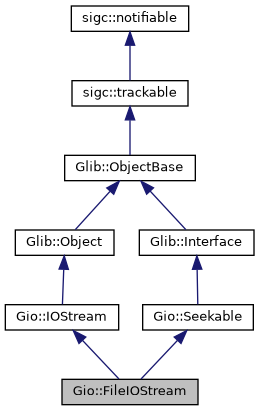 sigc::notifiable
sigc::trackable
Glib::ObjectBase
Glib::Object
Glib::Interface
Gio::IOStream
Gio::Seekable
Gio::FileIOStream